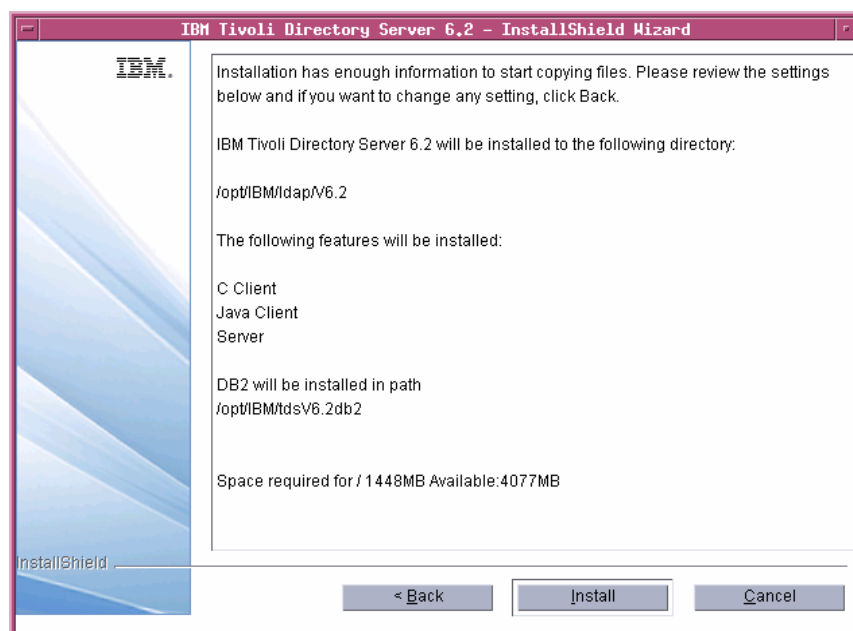 IBM Tivoli Directory Server 6.2 - InstallShield Wizard
IBM.
Installation has enough information to start copying files. Please review the settings
below and if you want to change any setting, click Back.
IBM Tivoli Directory Server 6.2 will be installed to the following directory:
/opt/IBM/ldap/V6.2
The following features will be installed:
C Client
Java Client
Server
DB2 will be installed in path
/opt/IBM/tdsV6.2db2
Space required for / 1448MB Available:4077MB
InstallShield
< Back
Install
Cancel